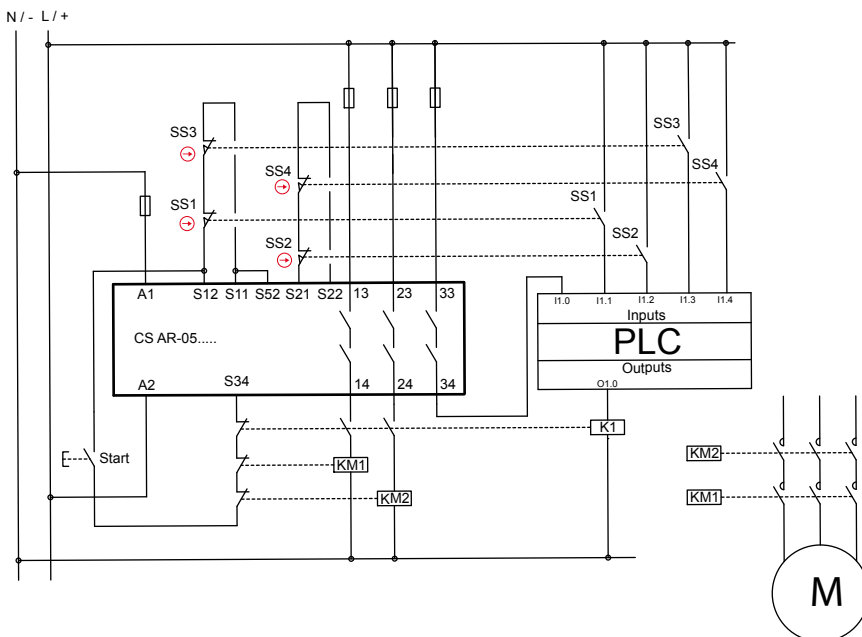 N / - L / +
SS3
SS3
SS4
SS4
SS1
SS1
SS2
SS2
A1 S12 S11 S52 S21 S22 13 23 33
I1.0 I1.1 I1.2 I1.3 I1.4
Inputs
CS AR-05.....
PLC
Outputs
A2 S34 14 24 34
O1.0
K1
Start
KM1
KM2
KM2
KM1
M